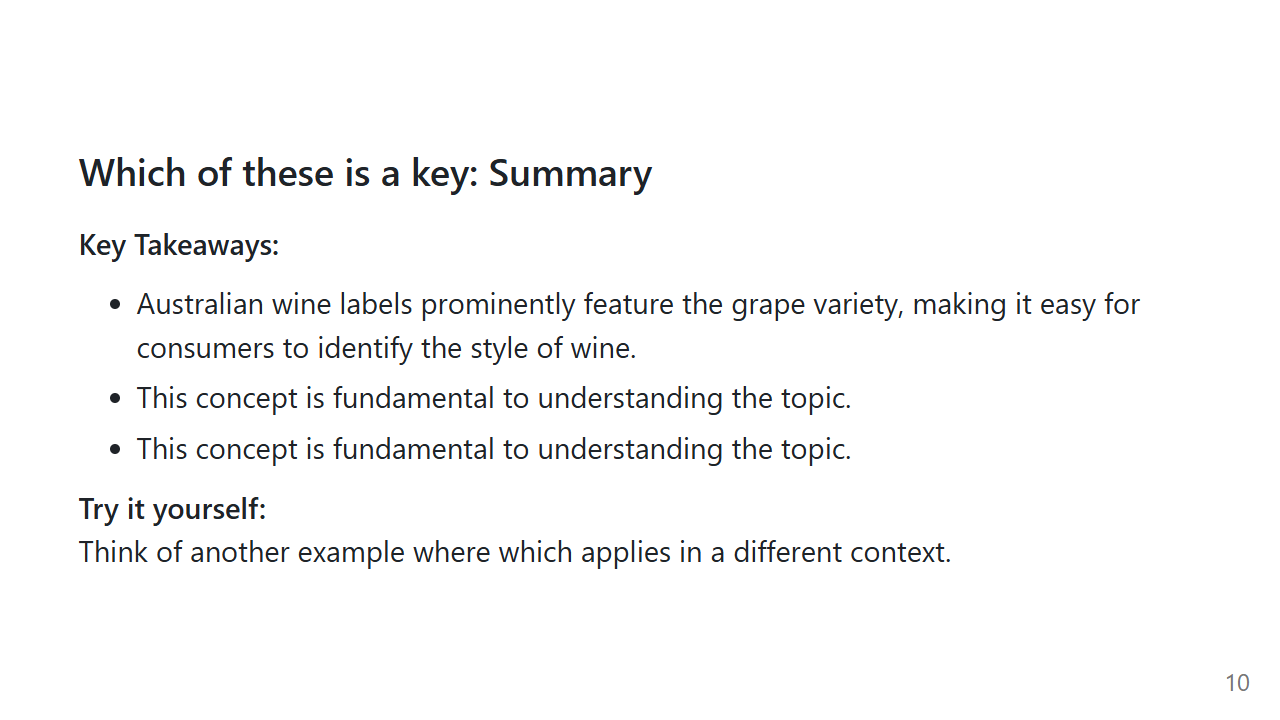 Which of these is a key: Summary
Key Takeaways:
Australian wine labels prominently feature the grape variety, making it easy for
consumers to identify the style of wine.
This concept is fundamental to understanding the topic.
This concept is fundamental to understanding the topic.
Try it yourself:
Think of another example where which applies in a different context.
10